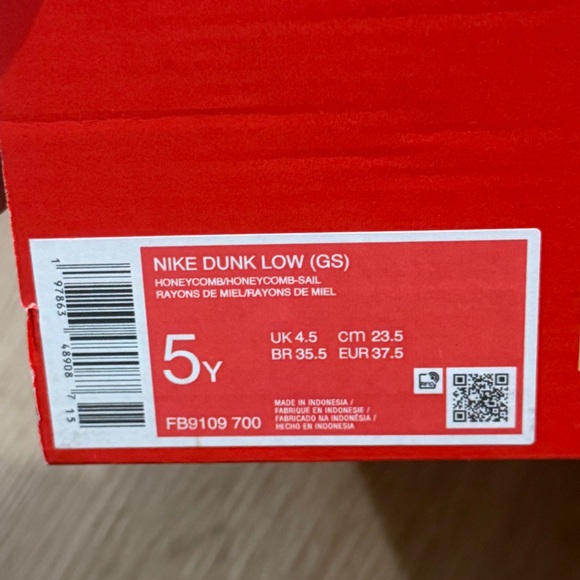 1 97863 48908 7 15
NIKE DUNK LOW (GS)
HONEYCOMB/HONEYCOMB-SAIL
RAYONS DE MIEL/RAYONS DE MIEL
5Y
UK 4.5 cm 23.5
BR 35.5 EUR 37.5
FB9109 700
MADE IN INDONESIA /
FABRIQUÉ EN INDONESIE /
FABRICADO NA INDONÉSIA /
HECHO EN INDONESIA